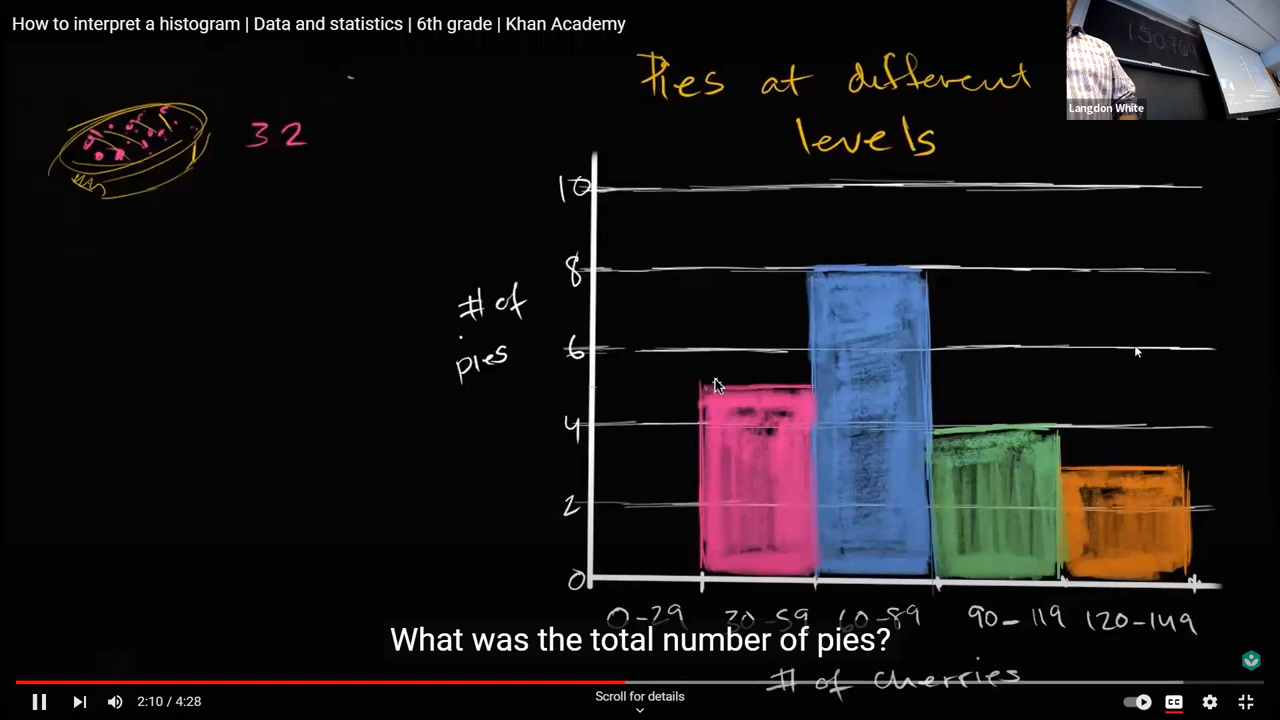 How to interpret a histogram | Data and statistics | 6th grade | Khan Academy
150764
Langdon White
Pies at different
levels
32
10
8
# of
pies
6
4
2
0
0-29 30-59 60-89 90-119 120-149
What was the total number of pies?
# of cherries
Scroll for details
2:10 / 4:28
CC